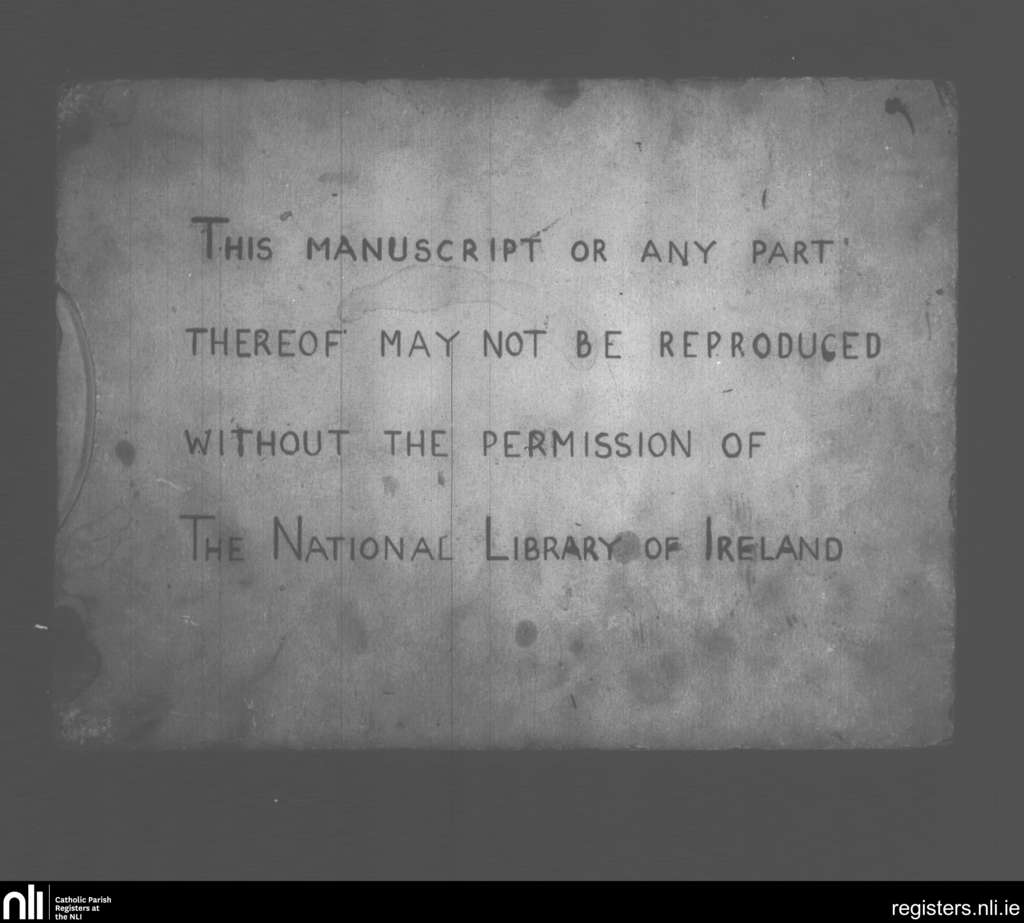 THIS MANUSCRIPT OR ANY PART
THEREOF MAY NOT BE REPRODUCED
WITHOUT THE PERMISSION OF
THE NATIONAL LIBRARY OF IRELAND
nli
Catholic Parish
Registers at
the NLI
registers.nli.ie